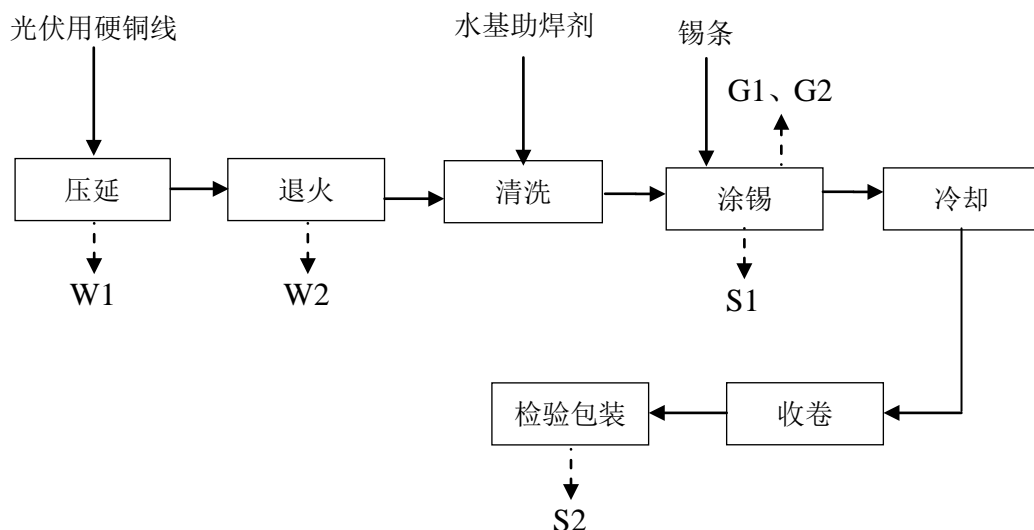 光伏用硬铜线
水基助焊剂
锡条
G1、G2
压延
退火
清洗
涂锡
冷却
W1
W2
S1
检验包装
收卷
S2